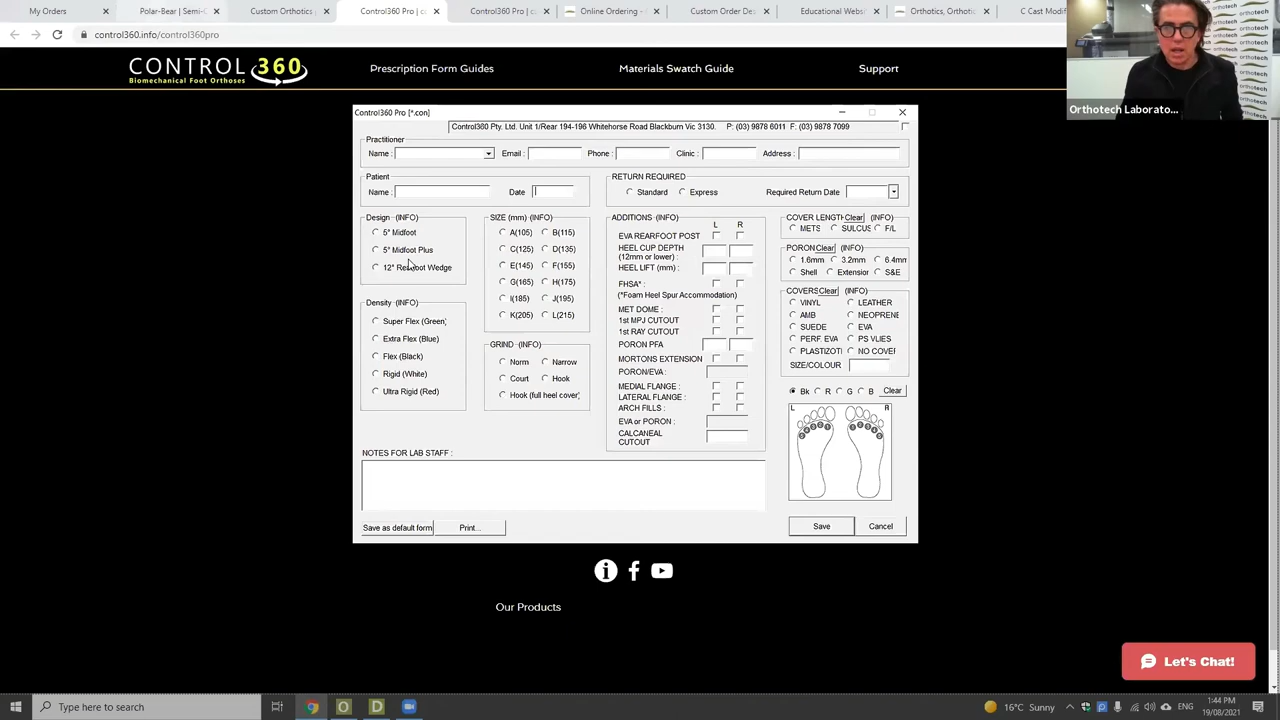 My Orders
Polar-Bear | Semi-C
Custom Orthotics
Control360 Pro | c
Control360 Pro | C
Online Ordering -
Custom Order De
Educational Webs
Orthotics, Orthotic
C Cast Modif
control360.info/control360pro
CONTROL 360
Biomechanical Foot Orthoses
Prescription Form Guides
Materials Swatch Guide
Support
orthotech
Orthotech Laborato...
Control360 Pro [*.con]
Control360 Pty. Ltd. Unit 1/Rear 194-196 Whitehorse Road Blackburn Vic 3130. P: (03) 9878 6011 F: (03) 9878 7099
Practitioner
Name : Email : Phone : Clinic : Address :
Patient
Name : Date
RETURN REQUIRED
Standard Express Required Return Date
Design (INFO)
5° Midfoot
5° Midfoot Plus
12° Rearfoot Wedge
Density (INFO)
Super Flex (Green)
Extra Flex (Blue)
Flex (Black)
Rigid (White)
Ultra Rigid (Red)
SIZE (mm) (INFO)
A(105) B(115)
C(125) D(135)
E(145) F(155)
G(165) H(175)
I(185) J(195)
K(205) L(215)
GRIND (INFO)
Norm Narrow
Court Hook
Hook (full heel cover)
ADDITIONS (INFO) L R
EVA REARFOOT POST
HEEL CUP DEPTH
(12mm or lower) :
HEEL LIFT (mm) :
FHSA* :
(*Foam Heel Spur Accommodation)
MET DOME :
1st MPJ CUTOUT
1st RAY CUTOUT
PORON PFA
MORTONS EXTENSION
PORON/EVA :
MEDIAL FLANGE :
LATERAL FLANGE :
ARCH FILLS :
EVA or PORON :
CALCANEAL
CUTOUT
COVER LENGTH Clear (INFO)
METS SULCUS F/L
PORON Clear (INFO)
1.6mm 3.2mm 6.4mm
Shell Extension S&E
COVERS Clear (INFO)
VINYL LEATHER
AMB NEOPRENE
SUEDE EVA
PERF. EVA PS VLIES
PLASTIZOTE NO COVER
SIZE/COLOUR
Bk R G B Clear
L R
NOTES FOR LAB STAFF :
Save as default form Print...
Save Cancel
Our Products
Let's Chat!
Type here to search
16°C Sunny
ENG
1:44 PM
19/08/2021